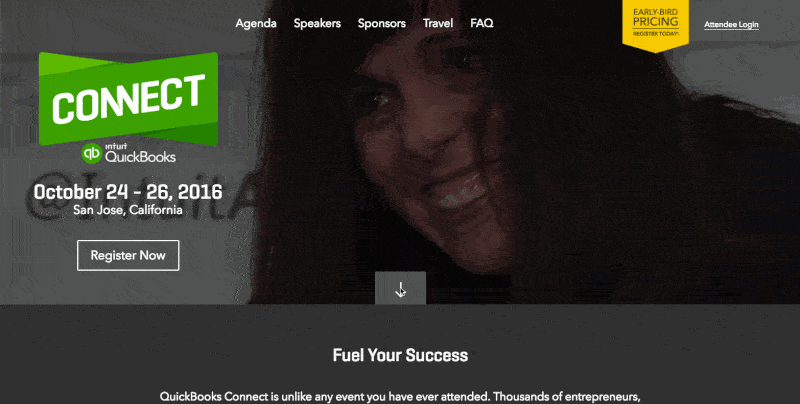 Agenda Speakers Sponsors Travel FAQ
EARLY-BIRD
PRICING
REGISTER TODAY!
Attendee Login
CONNECT
qb intuit
QuickBooks
October 24 - 26, 2016
San Jose, California
Register Now
Fuel Your Success
QuickBooks Connect is unlike any event you have ever attended. Thousands of entrepreneurs,